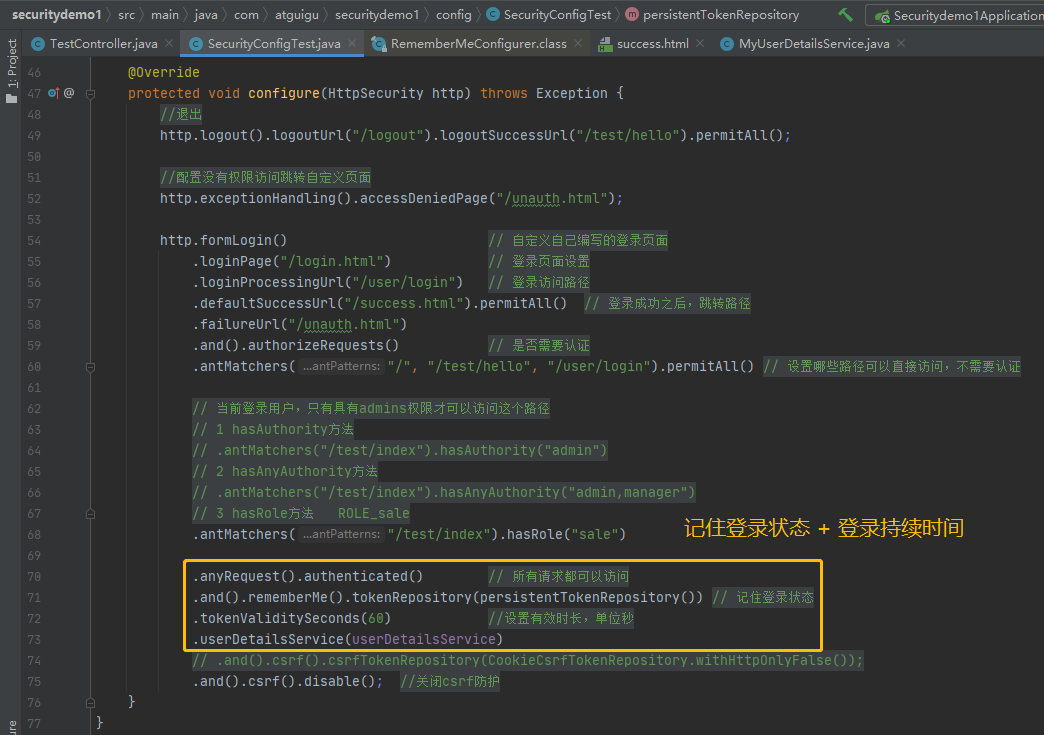 securitydemo1 〉 src 〉 main 〉 java 〉 com 〉 atguigu 〉 securitydemo1 〉 config 〉 SecurityConfigTest 〉 persistentTokenRepository Securitydemo1Application
TestController.java SecurityConfigTest.java RememberMeConfigurer.class success.html MyUserDetailsService.java
1: Project
46 @Override
47 @ protected void configure(HttpSecurity http) throws Exception {
48 //退出
49 http.logout().logoutUrl("/logout").logoutSuccessUrl("/test/hello").permitAll();
50
51 //配置没有权限访问跳转自定义页面
52 http.exceptionHandling().accessDeniedPage("/unauth.html");
53
54 http.formLogin() // 自定义自己编写的登录页面
55 .loginPage("/login.html") // 登录页面设置
56 .loginProcessingUrl("/user/login") // 登录访问路径
57 .defaultSuccessUrl("/success.html").permitAll() // 登录成功之后，跳转路径
58 .failureUrl("/unauth.html")
59 .and().authorizeRequests() // 是否需要认证
60 .antMatchers( ...antPatterns: "/", "/test/hello", "/user/login").permitAll() // 设置哪些路径可以直接访问，不需要认证
61
62 // 当前登录用户，只有具有admins权限才可以访问这个路径
63 // 1 hasAuthority方法
64 // .antMatchers("/test/index").hasAuthority("admin")
65 // 2 hasAnyAuthority方法
66 // .antMatchers("/test/index").hasAnyAuthority("admin,manager")
67 // 3 hasRole方法 ROLE_sale
68 .antMatchers( ...antPatterns: "/test/index").hasRole("sale")
记住登录状态 + 登录持续时间
69
70 .anyRequest().authenticated() // 所有请求都可以访问
71 .and().rememberMe().tokenRepository(persistentTokenRepository()) // 记住登录状态
72 .tokenValiditySeconds(60) //设置有效时长，单位秒
73 .userDetailsService(userDetailsService)
74 // .and().csrf().csrfTokenRepository(CookieCsrfTokenRepository.withHttpOnlyFalse());
75 .and().csrf().disable(); //关闭csrf防护
76 }
77 }